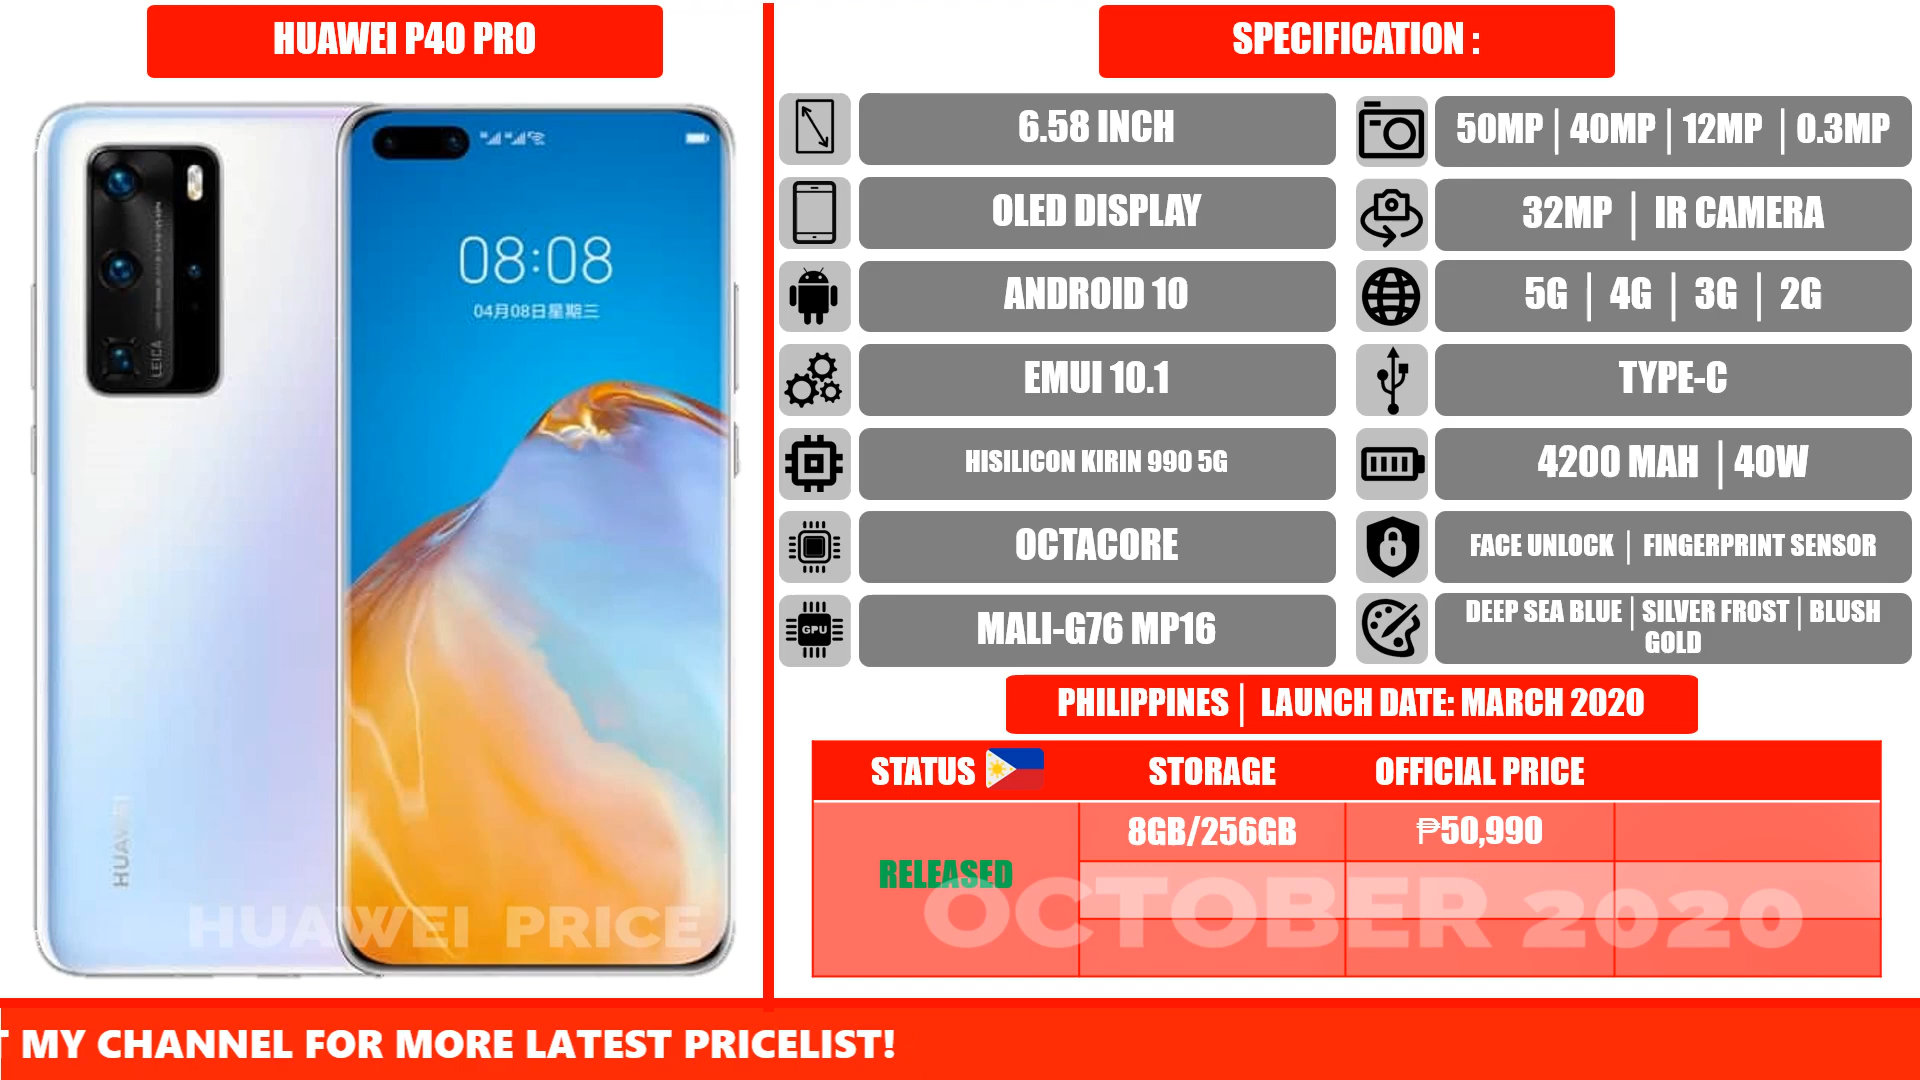 HUAWEI P40 PRO
08:08
04月08日星期三
LEICA
HUAWEI
HUAWEI PRICE
SPECIFICATION :
6.58 INCH
OLED DISPLAY
ANDROID 10
EMUI 10.1
HISILICON KIRIN 990 5G
OCTACORE
GPU
MALI-G76 MP16
50MP | 40MP | 12MP | 0.3MP
32MP | IR CAMERA
5G | 4G | 3G | 2G
TYPE-C
4200 MAH | 40W
FACE UNLOCK | FINGERPRINT SENSOR
DEEP SEA BLUE | SILVER FROST | BLUSH
GOLD
PHILIPPINES | LAUNCH DATE: MARCH 2020
STATUS STORAGE OFFICIAL PRICE
8GB/256GB ₱50,990
RELEASED
OCTOBER 2020
MY CHANNEL FOR MORE LATEST PRICELIST!